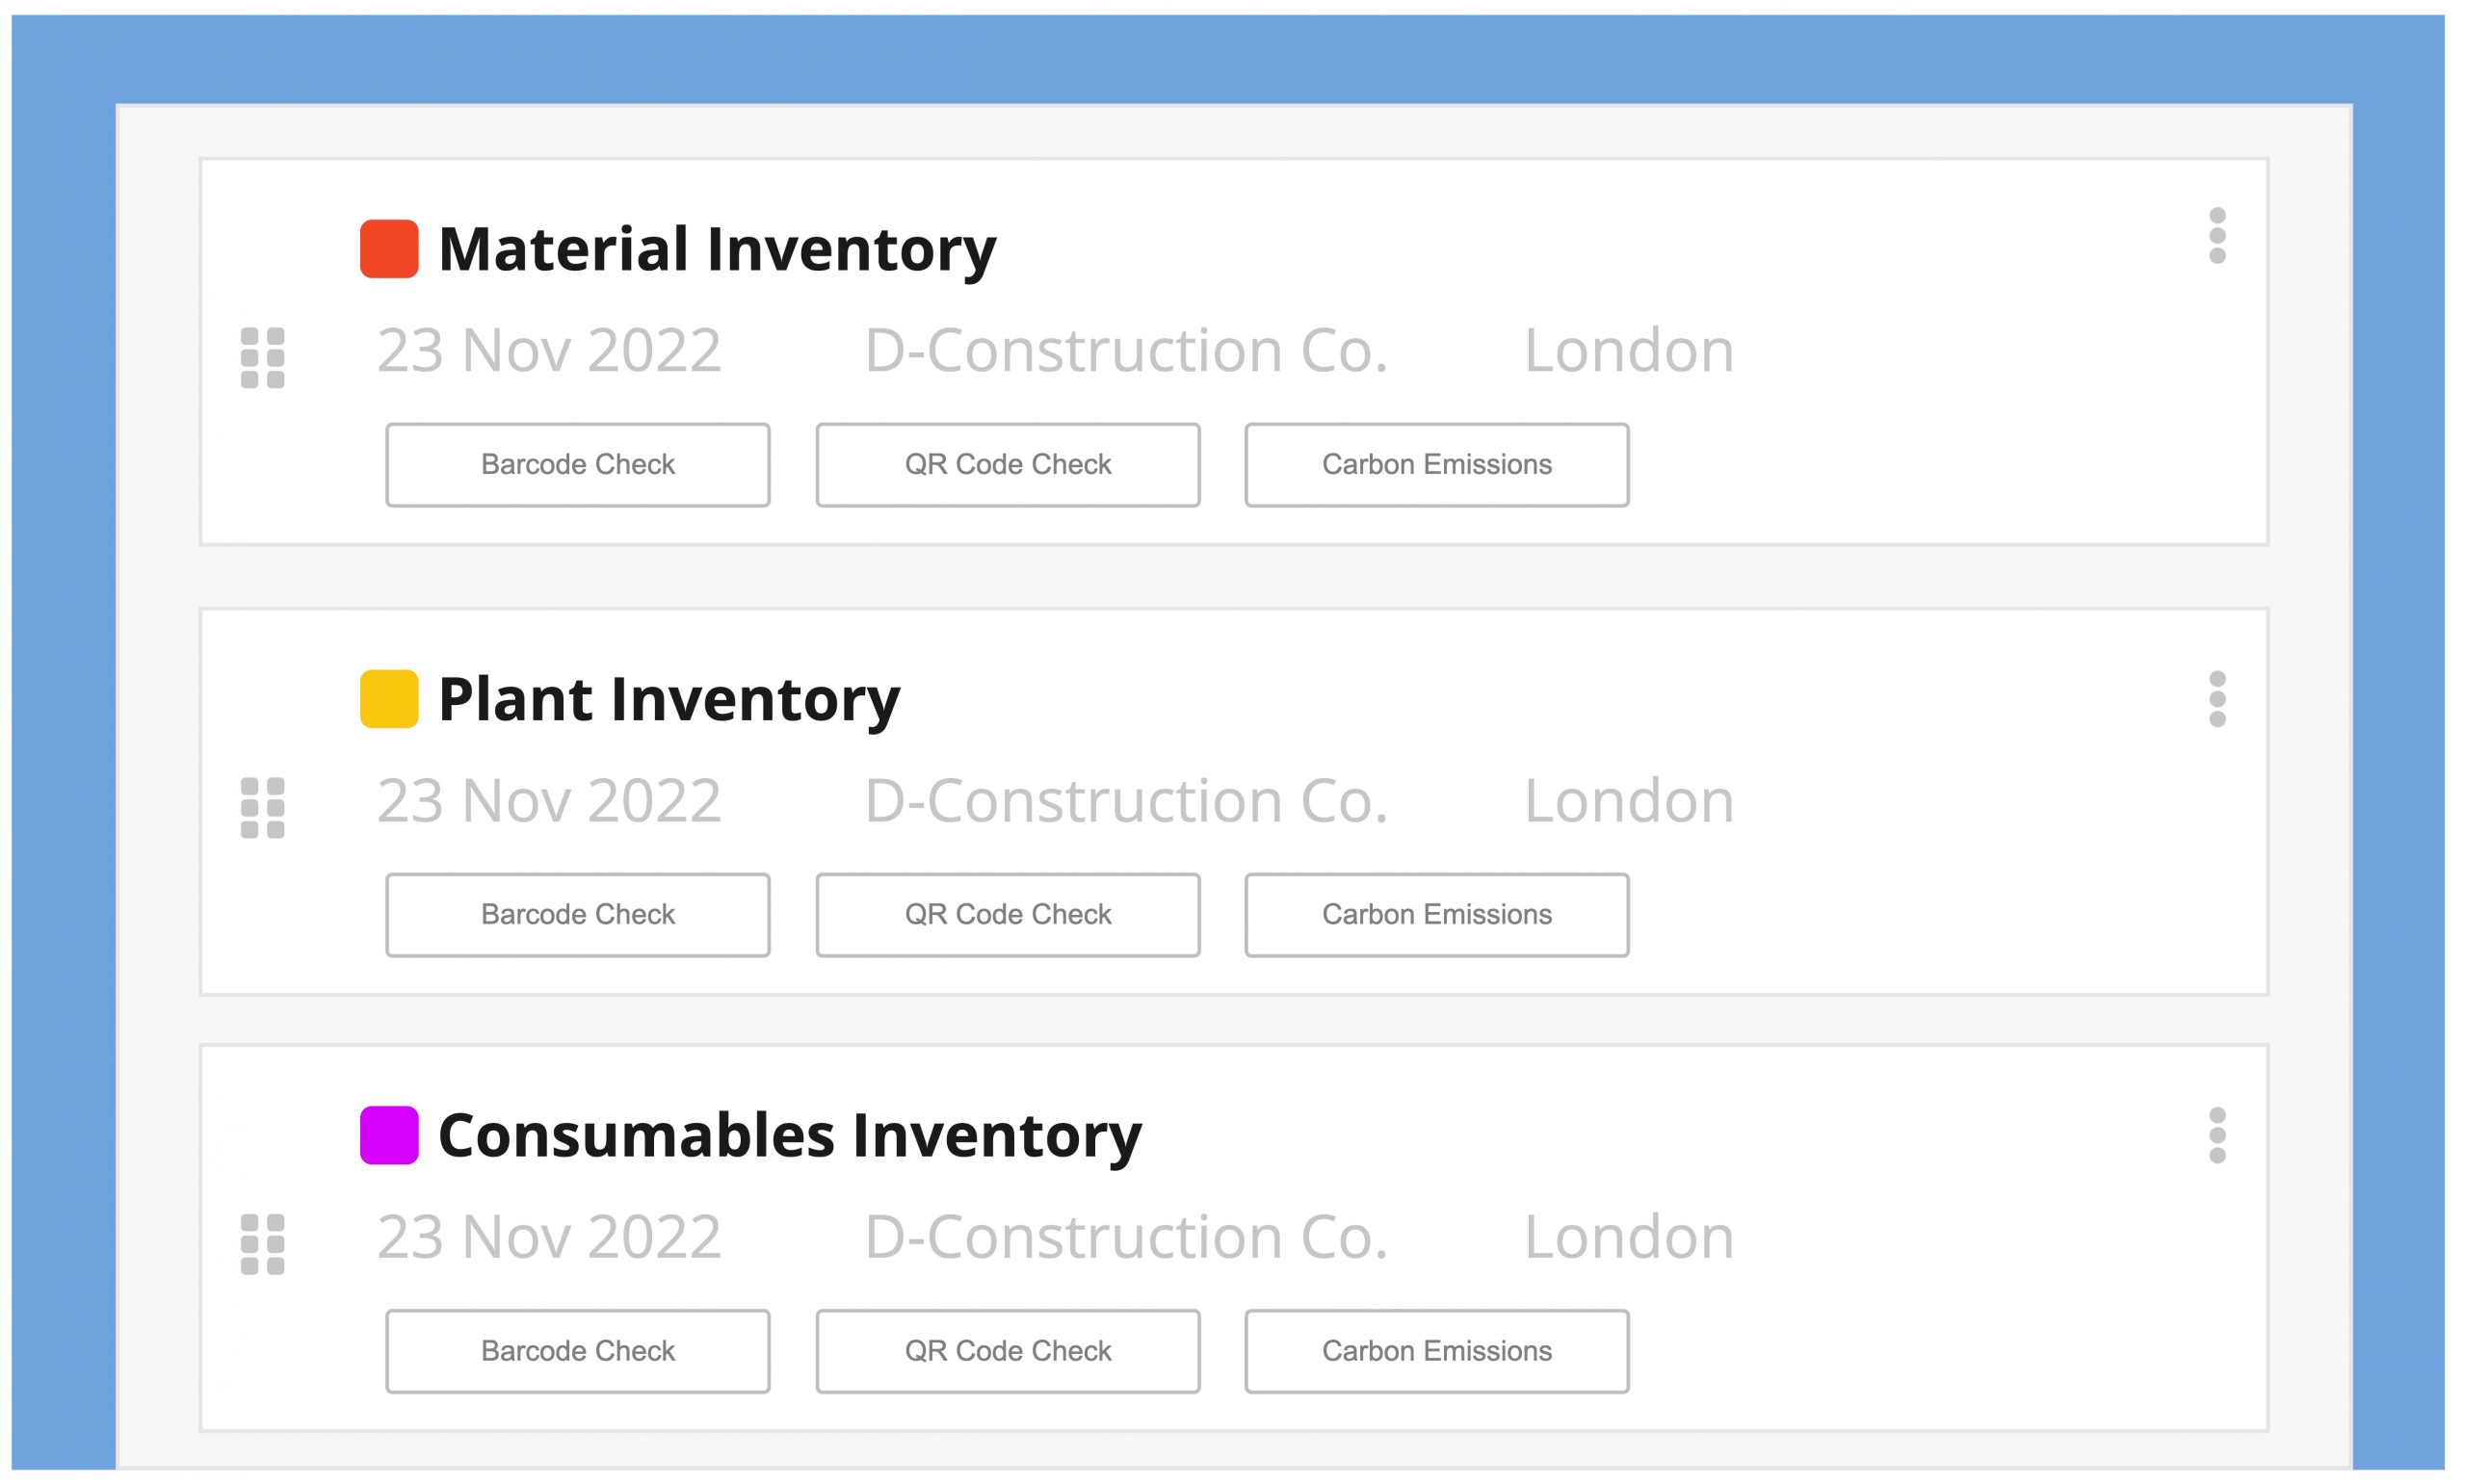 Material Inventory
23 Nov 2022 D-Construction Co. London
Barcode Check QR Code Check Carbon Emissions
Plant Inventory
23 Nov 2022 D-Construction Co. London
Barcode Check QR Code Check Carbon Emissions
Consumables Inventory
23 Nov 2022 D-Construction Co. London
Barcode Check QR Code Check Carbon Emissions